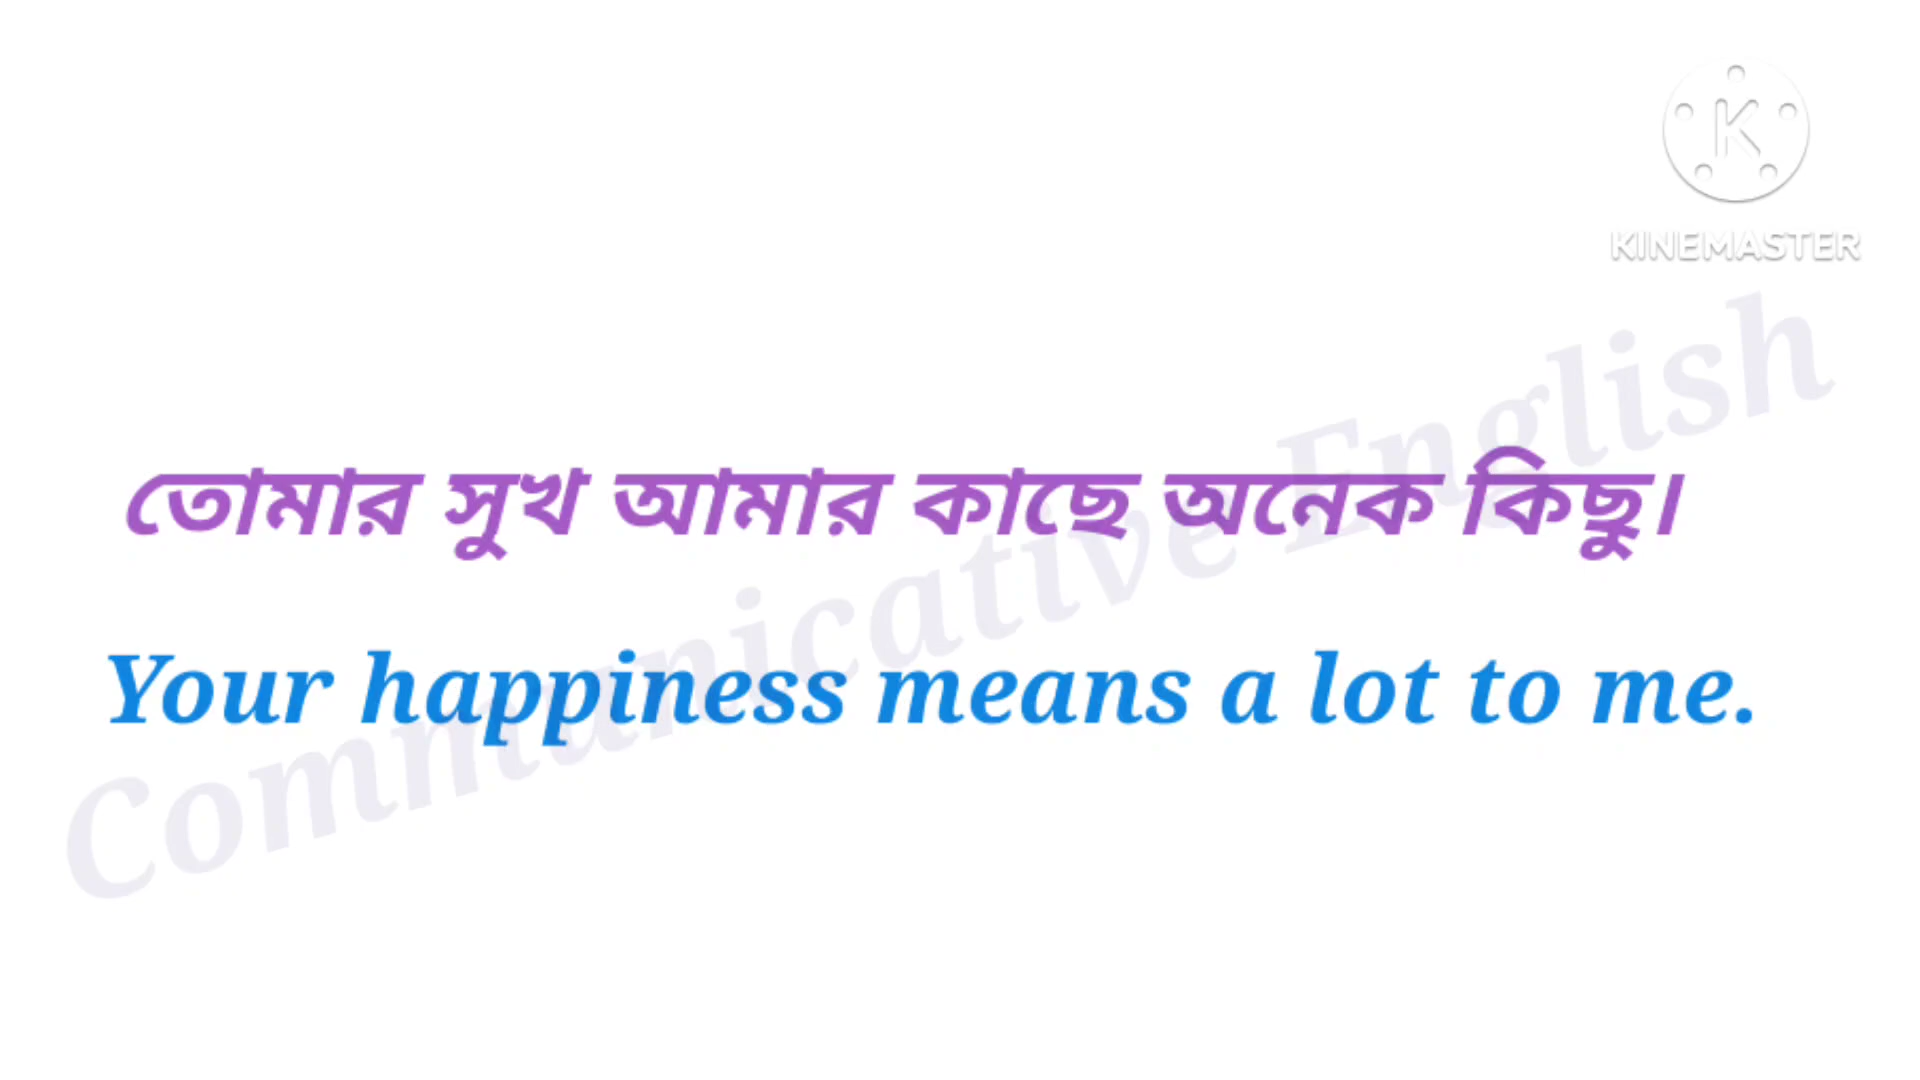 KINEMASTER
তোমার সুখ আমার কাছে অনেক কিছু।
Your happiness means a lot to me.
Communicative English